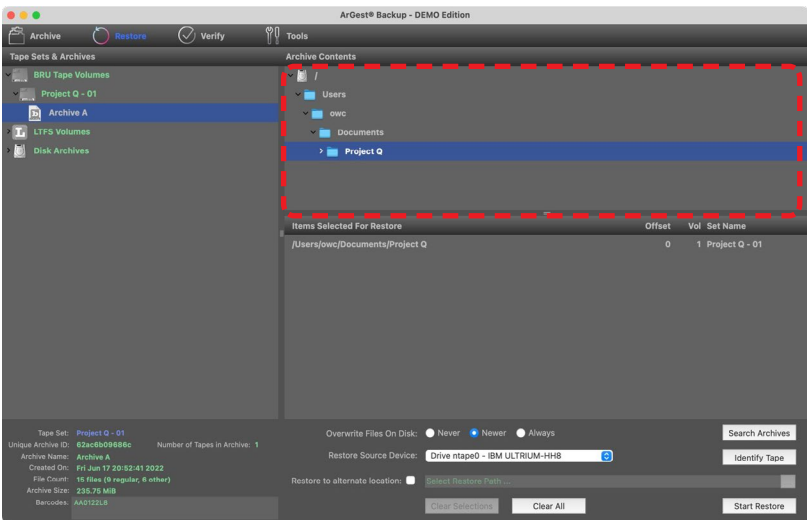 ArGest® Backup - DEMO Edition
Archive Restore Verify Tools
Tape Sets & Archives
BRU Tape Volumes
Project Q - 01
Archive A
LTFS Volumes
Disk Archives
Archive Contents
/
Users
owc
Documents
Project Q
Items Selected For Restore Offset Vol Set Name
/Users/owc/Documents/Project Q 0 1 Project Q - 01
Tape Set: Project Q - 01
Unique Archive ID: 62ac6b09686c Number of Tapes in Archive: 1
Archive Name: Archive A
Created On: Fri Jun 17 20:52:41 2022
File Count: 15 files (9 regular, 6 other)
Archive Size: 235.75 MiB
Barcodes: AA0122L8
Overwrite Files On Disk: Never Newer Always
Restore Source Device: Drive ntape0 - IBM ULTRIUM-HH8
Restore to alternate location: Select Restore Path ...
Clear Selections Clear All
Search Archives
Identify Tape
Start Restore